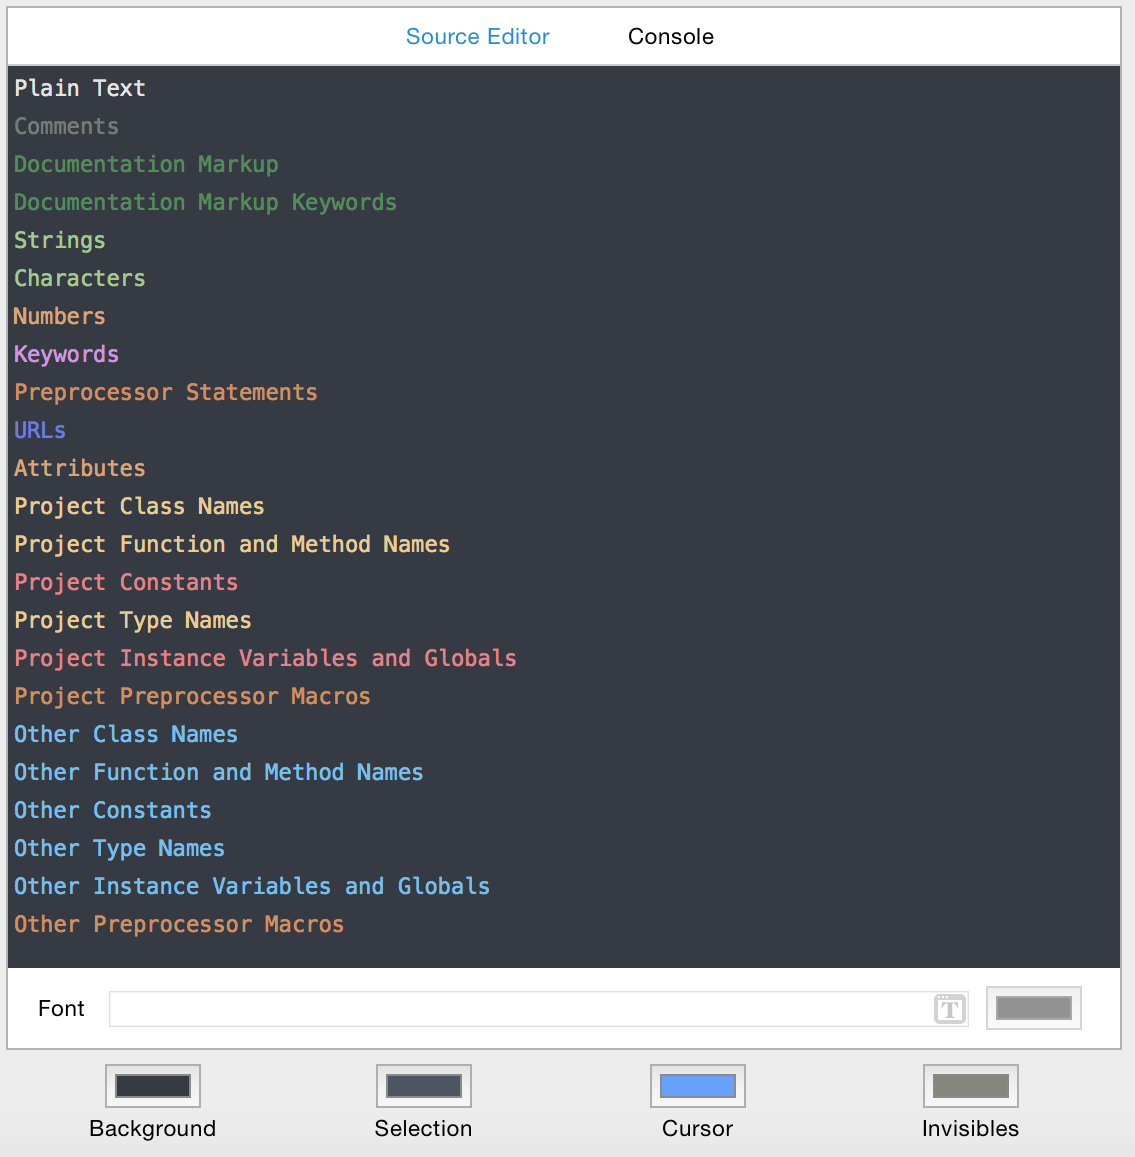 Source Editor Console
Plain Text
Comments
Documentation Markup
Documentation Markup Keywords
Strings
Characters
Numbers
Keywords
Preprocessor Statements
URLs
Attributes
Project Class Names
Project Function and Method Names
Project Constants
Project Type Names
Project Instance Variables and Globals
Project Preprocessor Macros
Other Class Names
Other Function and Method Names
Other Constants
Other Type Names
Other Instance Variables and Globals
Other Preprocessor Macros
Font T
Background Selection Cursor Invisibles